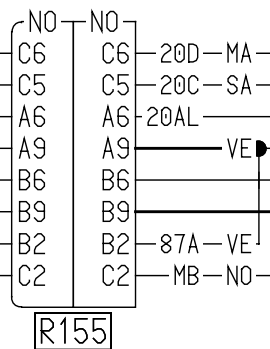 NO NO
C6 C6 20D MA
C5 C5 20C SA
A6 A6 20AL
A9 A9 VE
B6 B6
B9 B9
B2 B2 87A VE
C2 C2 MB NO
R155